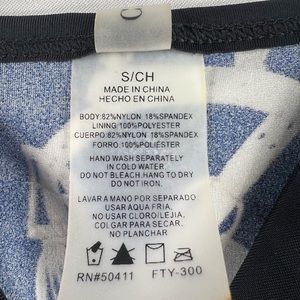 C
S/CH
MADE IN CHINA
HECHO EN CHINA
BODY:82%NYLON 18%SPANDEX
LINING:100%POLYESTER
CUERPO:82%NYLON 18%SPANDEX
FORRO:100%POLIÉSTER
HAND WASH SEPARATELY
IN COLD WATER
DO NOT BLEACH.HANG TO DRY
DO NOT IRON.
LAVAR A MANO POR SEPARADO
USAR AQUA FRIA,
NO USAR CLORO/LEJIA,
COLGAR PARA SECAR,
NO PLANCHAR
RN#50411 FTY-300